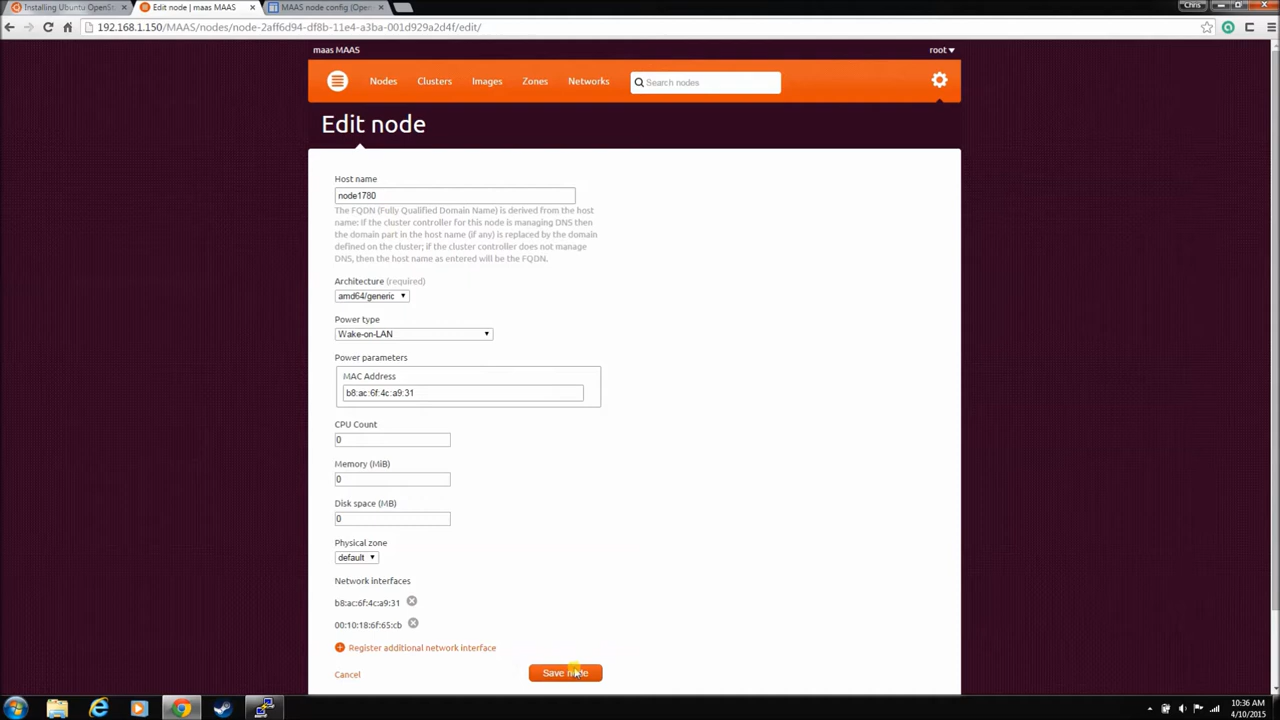 Installing Ubuntu OpenSt
Edit node | maas MAAS
MAAS node config (Open
Chris
192.168.1.150/MAAS/nodes/node-2aff6d94-df8b-11e4-a3ba-001d929a2d4f/edit/
maas MAAS
root
Nodes
Clusters
Images
Zones
Networks
Search nodes
Edit node
Host name
node1780
The FQDN (Fully Qualified Domain Name) is derived from the host
name: If the cluster controller for this node is managing DNS then
the domain part in the host name (if any) is replaced by the domain
defined on the cluster; if the cluster controller does not manage
DNS, then the host name as entered will be the FQDN.
Architecture (required)
amd64/generic
Power type
Wake-on-LAN
Power parameters
MAC Address
b8:ac:6f:4c:a9:31
CPU Count
0
Memory (MiB)
0
Disk space (MB)
0
Physical zone
default
Network interfaces
b8:ac:6f:4c:a9:31
00:10:18:6f:65:cb
Register additional network interface
Cancel
Save node
10:36 AM
4/10/2015